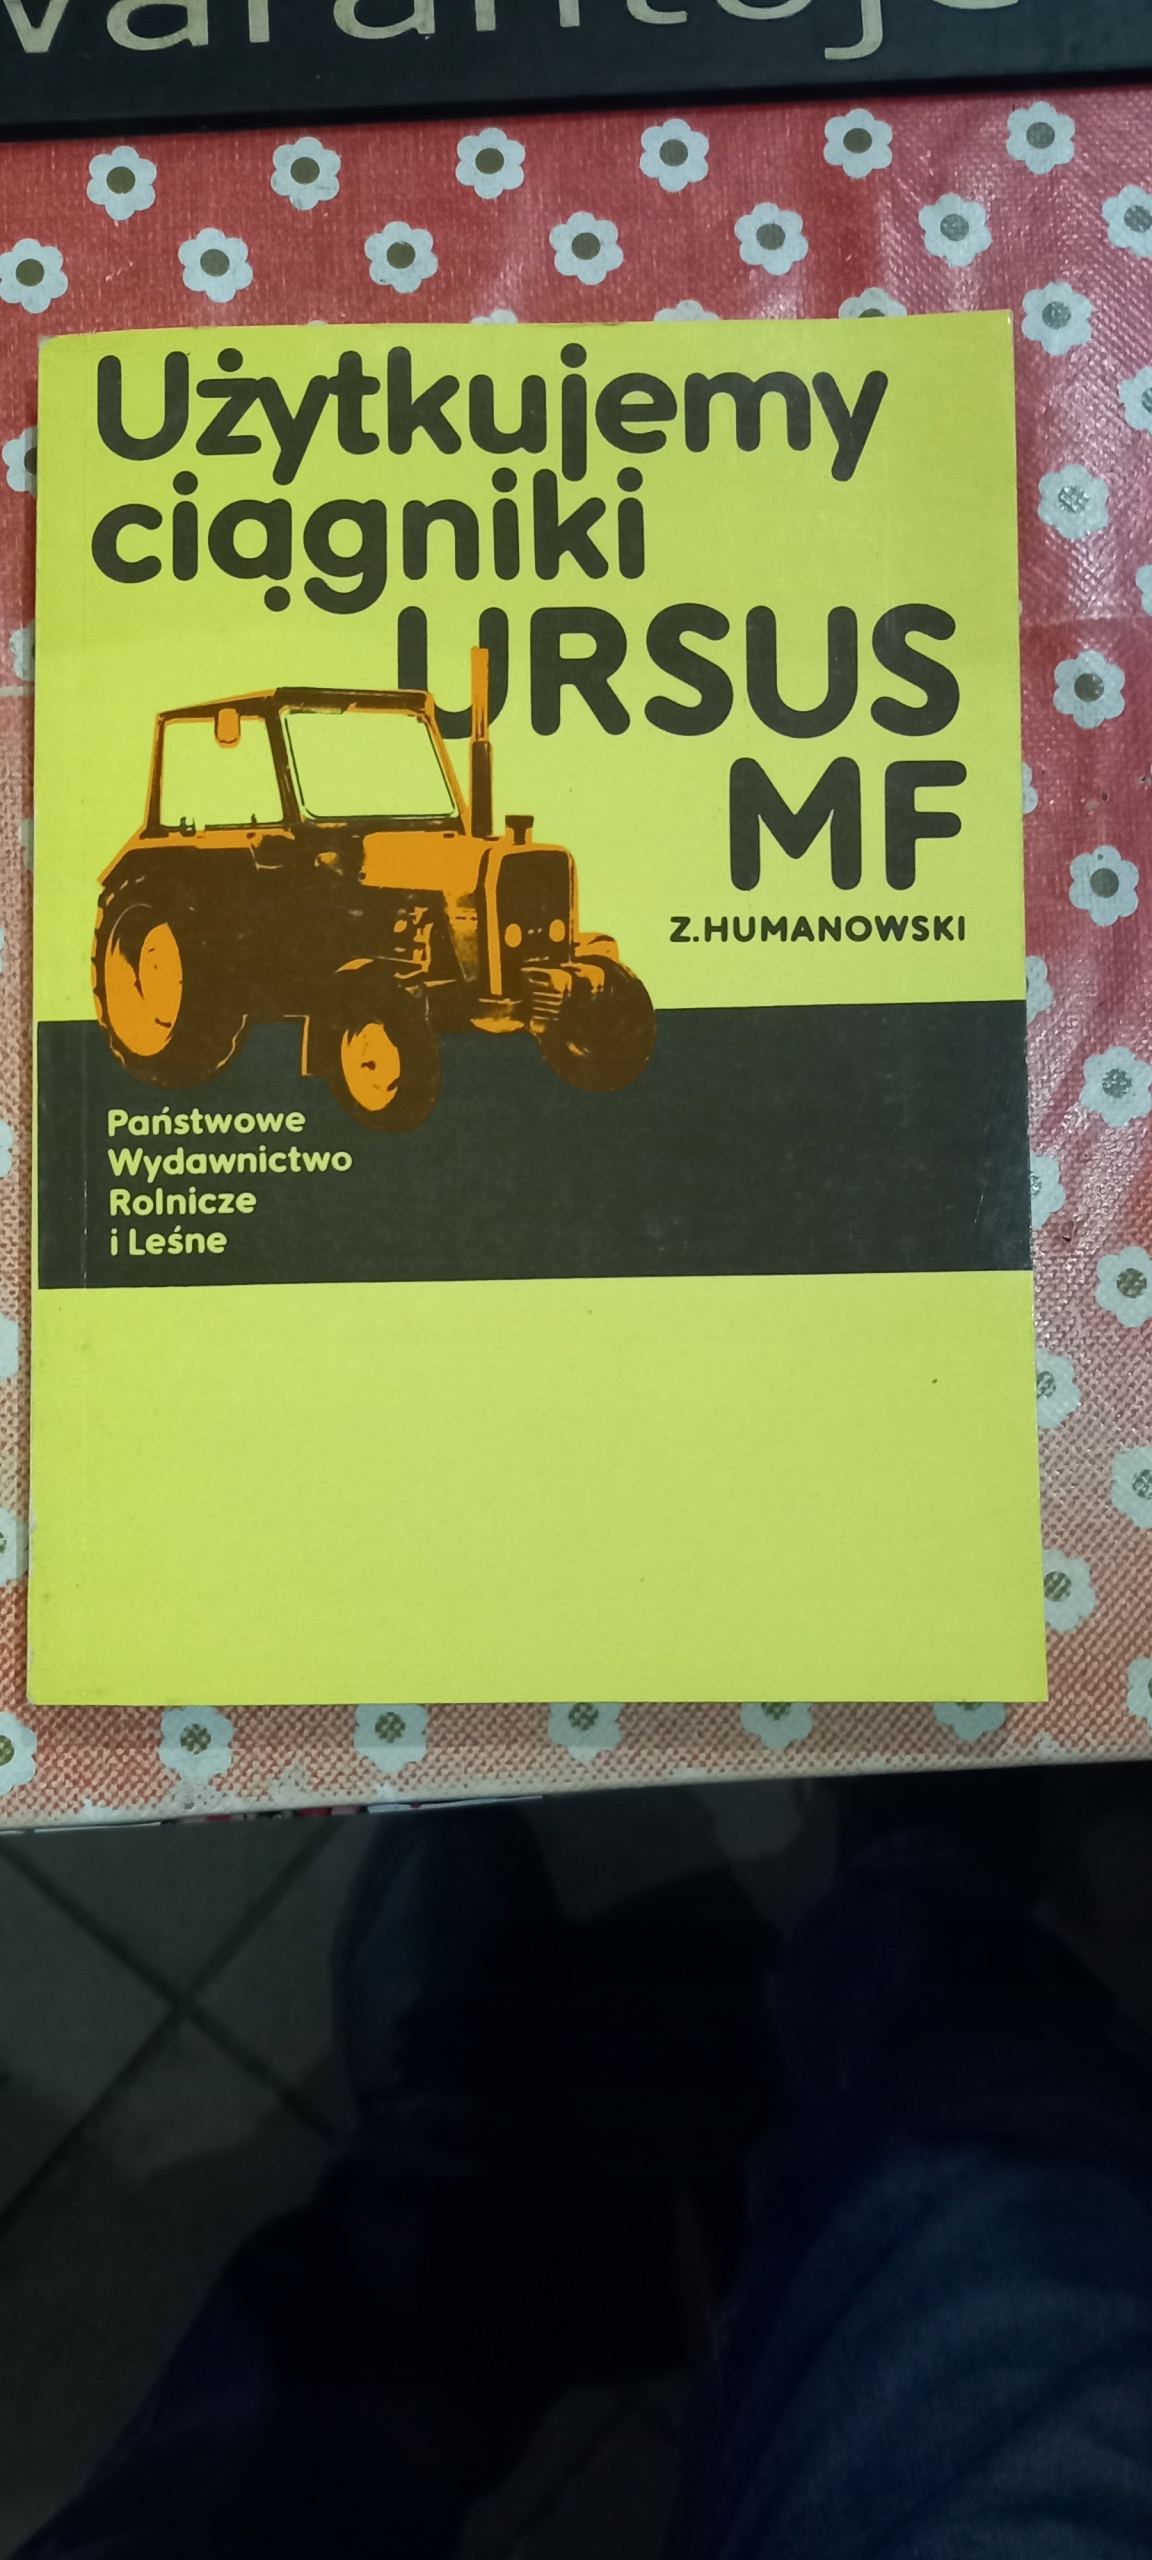 Użytkujemy
ciągniki
URSUS
MF
Z.HUMANOWSKI
Państwowe
Wydawnictwo
Rolnicze
i Leśne